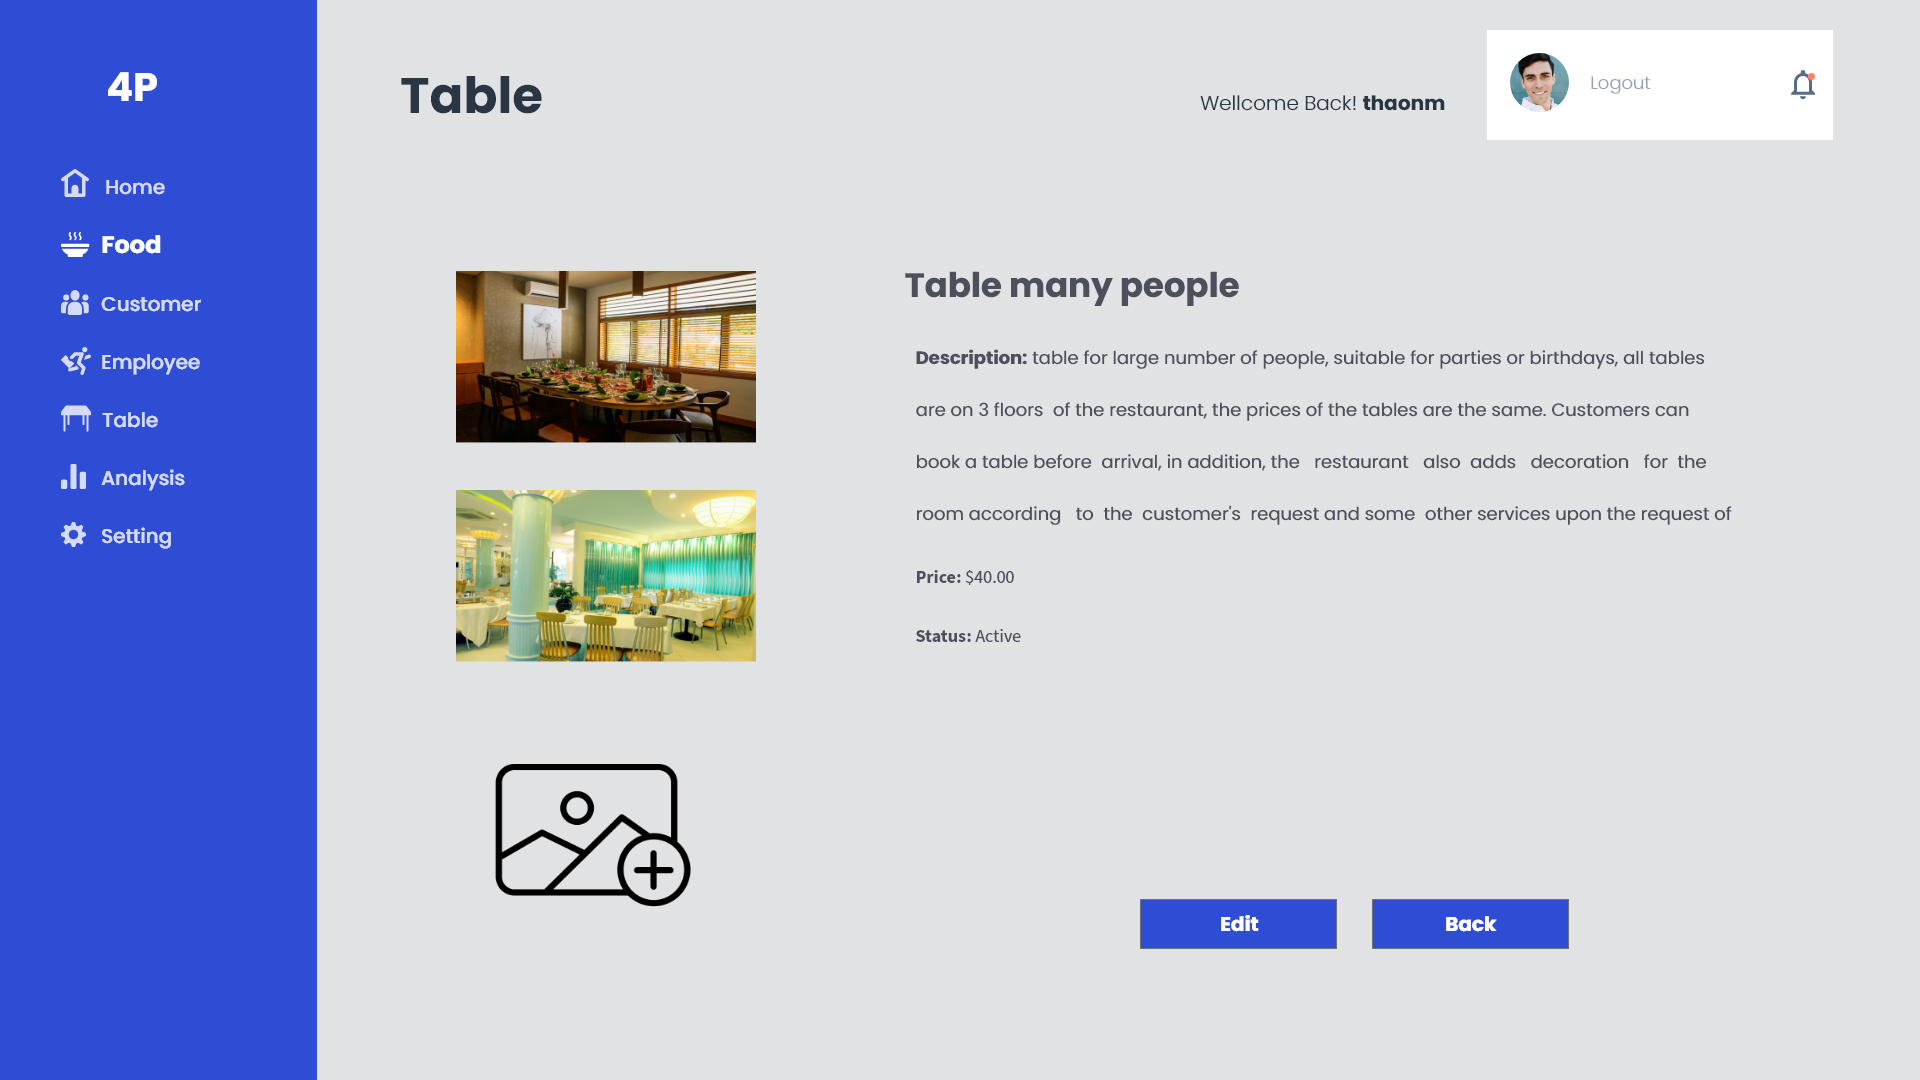 4P
Home
Food
Customer
Employee
Table
Analysis
Setting
Table
Wellcome Back! thaonm
Logout
Table many people
Description: table for large number of people, suitable for parties or birthdays, all tables
are on 3 floors of the restaurant, the prices of the tables are the same. Customers can
book a table before arrival, in addition, the restaurant also adds decoration for the
room according to the customer's request and some other services upon the request of
Price: $40.00
Status: Active
Edit
Back